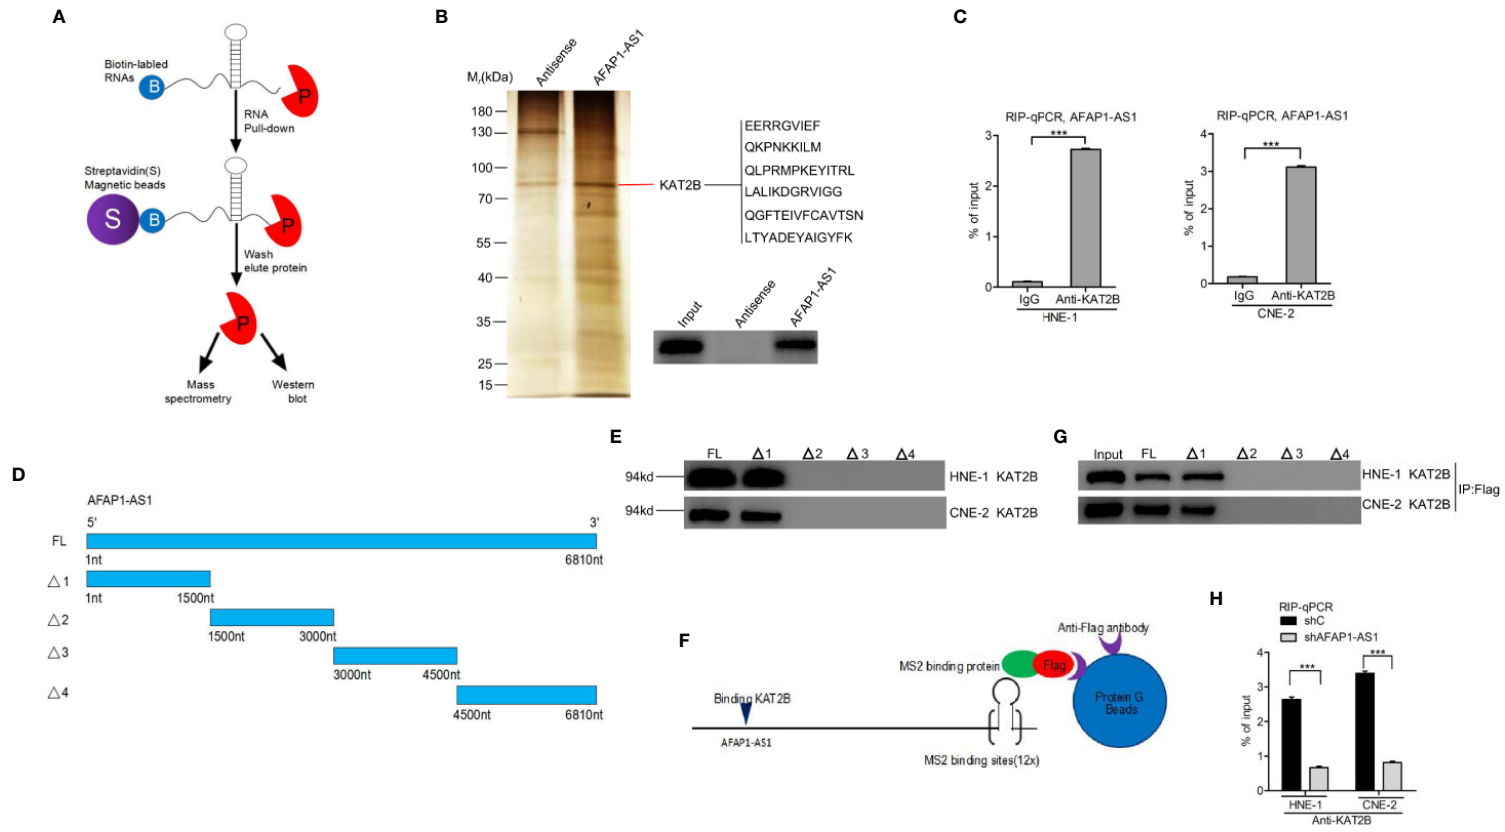 A
Biotin-labled
RNAs
B
P
RNA
Pull-down
Streptavidin(S)
Magnetic beads
S
B
P
Wash
elute protein
P
Mass
spectrometry
Western
blot
B
Mr(kDa)
Antisense
AFAP1-AS1
180
130
100
70
55
40
35
25
15
KAT2B
EERRGVIEF
QKPNKKILM
QLPRMPKEYITRL
LALIKDGRVIGG
QGFTEIVFCAVTSN
LTYADEYAIGYFK
Input
Antisense
AFAP1-AS1
C
RIP-qPCR, AFAP1-AS1
% of input
3
2
1
0
***
IgG
Anti-KAT2B
HNE-1
RIP-qPCR, AFAP1-AS1
% of input
4
3
2
1
0
***
IgG
Anti-KAT2B
CNE-2
D
AFAP1-AS1
5'
3'
FL
1nt
6810nt
△1
1nt
1500nt
△2
1500nt
3000nt
△3
3000nt
4500nt
△4
4500nt
6810nt
E
FL
△1
△2
△3
△4
94kd
HNE-1 KAT2B
94kd
CNE-2 KAT2B
F
Binding KAT2B
AFAP1-AS1
MS2 binding protein
Flag
Anti-Flag antibody
Protein G
Beads
MS2 binding sites(12x)
G
Input
FL
△1
△2
△3
△4
HNE-1 KAT2B
CNE-2 KAT2B
IP:Flag
H
RIP-qPCR
shC
shAFAP1-AS1
% of input
4
3
2
1
0
***
***
HNE-1
CNE-2
Anti-KAT2B